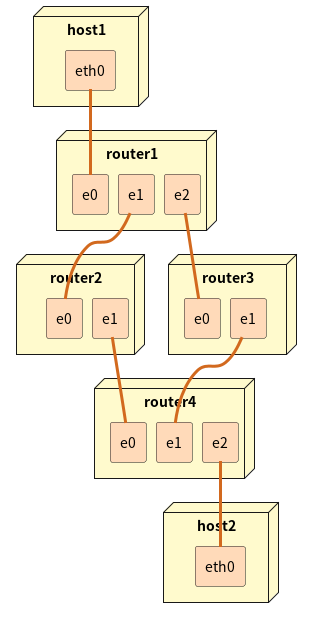 host1
eth0
router1
e0 e1 e2
router2 router3
e0 e1 e0 e1
router4
e0 e1 e2
host2
eth0